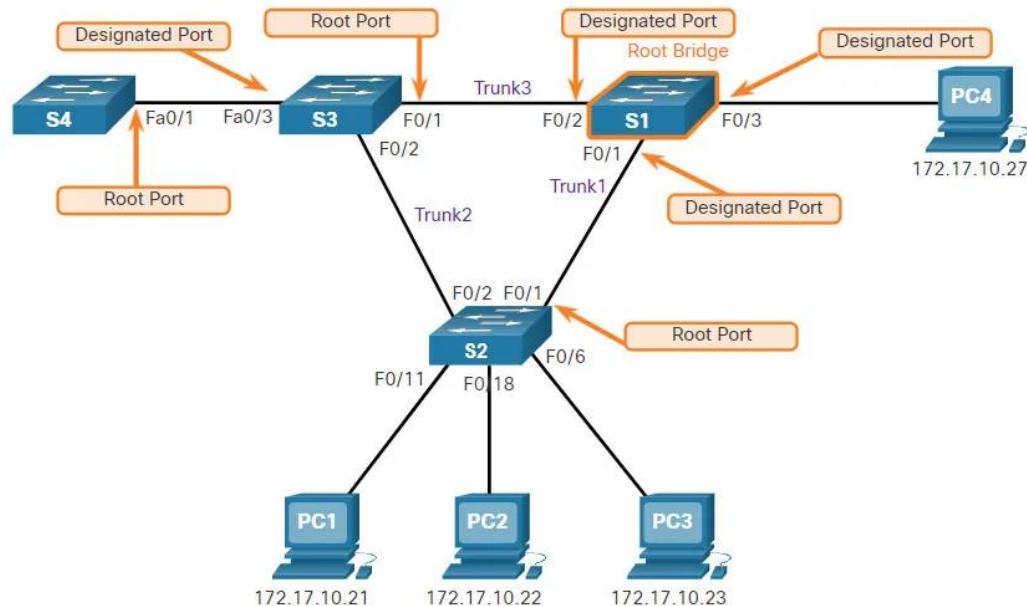 Root Port
Designated Port
Designated Port
Designated Port
Root Bridge
Trunk3
S4
Fa0/1
Fa0/3
S3
F0/1
F0/2
S1
F0/3
PC4
F0/2
F0/1
172.17.10.27
Root Port
Trunk1
Designated Port
Trunk2
F0/2
F0/1
Root Port
S2
F0/6
F0/11
F0/18
PC1
PC2
PC3
172.17.10.21
172.17.10.22
172.17.10.23